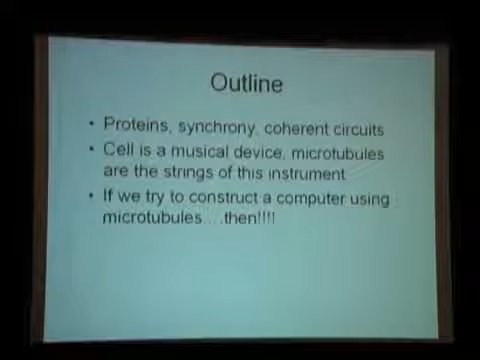 Outline
• Proteins, synchrony, coherent circuits
• Cell is a musical device, microtubules
are the strings of this instrument
• If we try to construct a computer using
microtubules....then!!!!